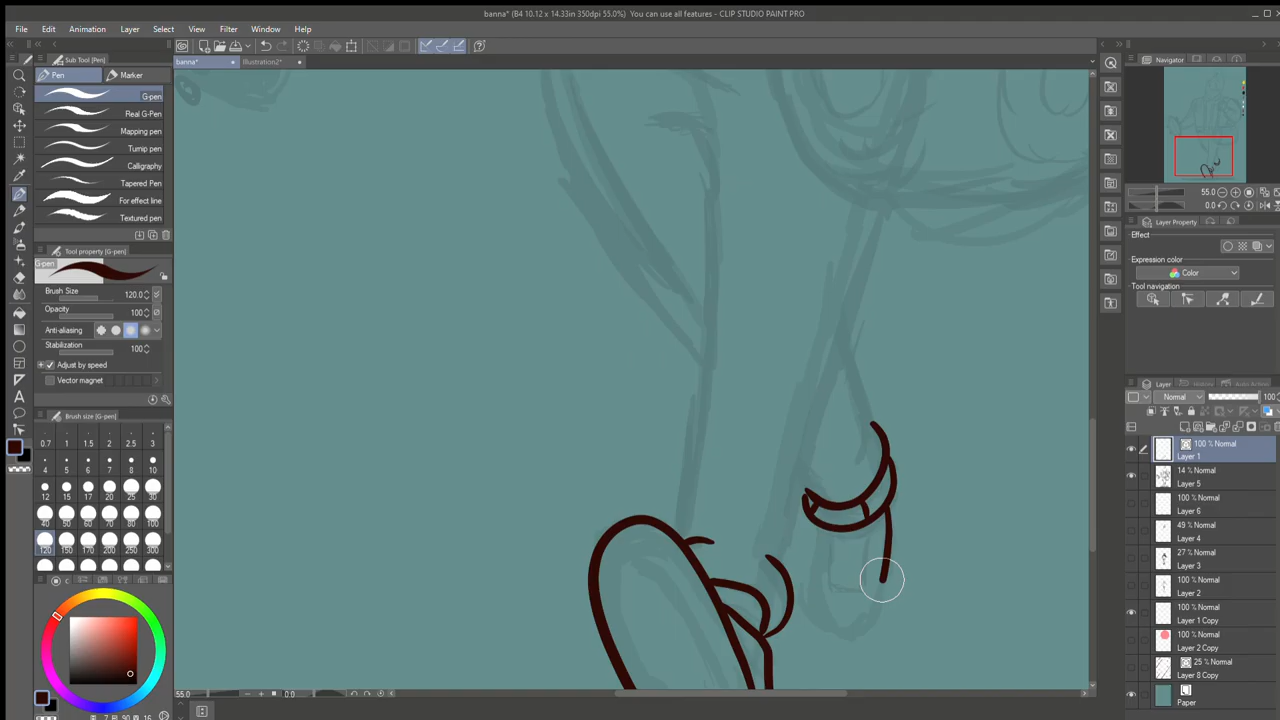 banna* (B4 10.12 x 14.33in 350dpi 55.0%) You can use all features - CLIP STUDIO PAINT PRO
File Edit Animation Layer Select View Filter Window Help
banna* Illustration2*
Sub Tool [Pen]
Pen Marker
G-pen
Real G-Pen
Mapping pen
Turnip pen
Calligraphy
Tapered Pen
For effect line
Textured pen
Tool property [G-pen]
G-pen
Brush Size 120.0
Opacity 100
Anti-aliasing
Stabilization 100
Adjust by speed
Vector magnet
Brush size [G-pen]
0.7 1 1.5 2 2.5 3
4 5 6 7 8 10
12 15 17 20 25 30
40 50 60 70 80 100
120 150 170 200 250 300
55.0 0.0
Navigator
55.0
0.0
Layer Property
Effect
Expression color
Color
Tool navigation
Layer History Auto Action
Normal 100
100 % Normal
Layer 1
14 % Normal
Layer 5
100 % Normal
Layer 6
49 % Normal
Layer 4
27 % Normal
Layer 3
100 % Normal
Layer 2
100 % Normal
Layer 1 Copy
100 % Normal
Layer 2 Copy
25 % Normal
Layer 8 Copy
Paper